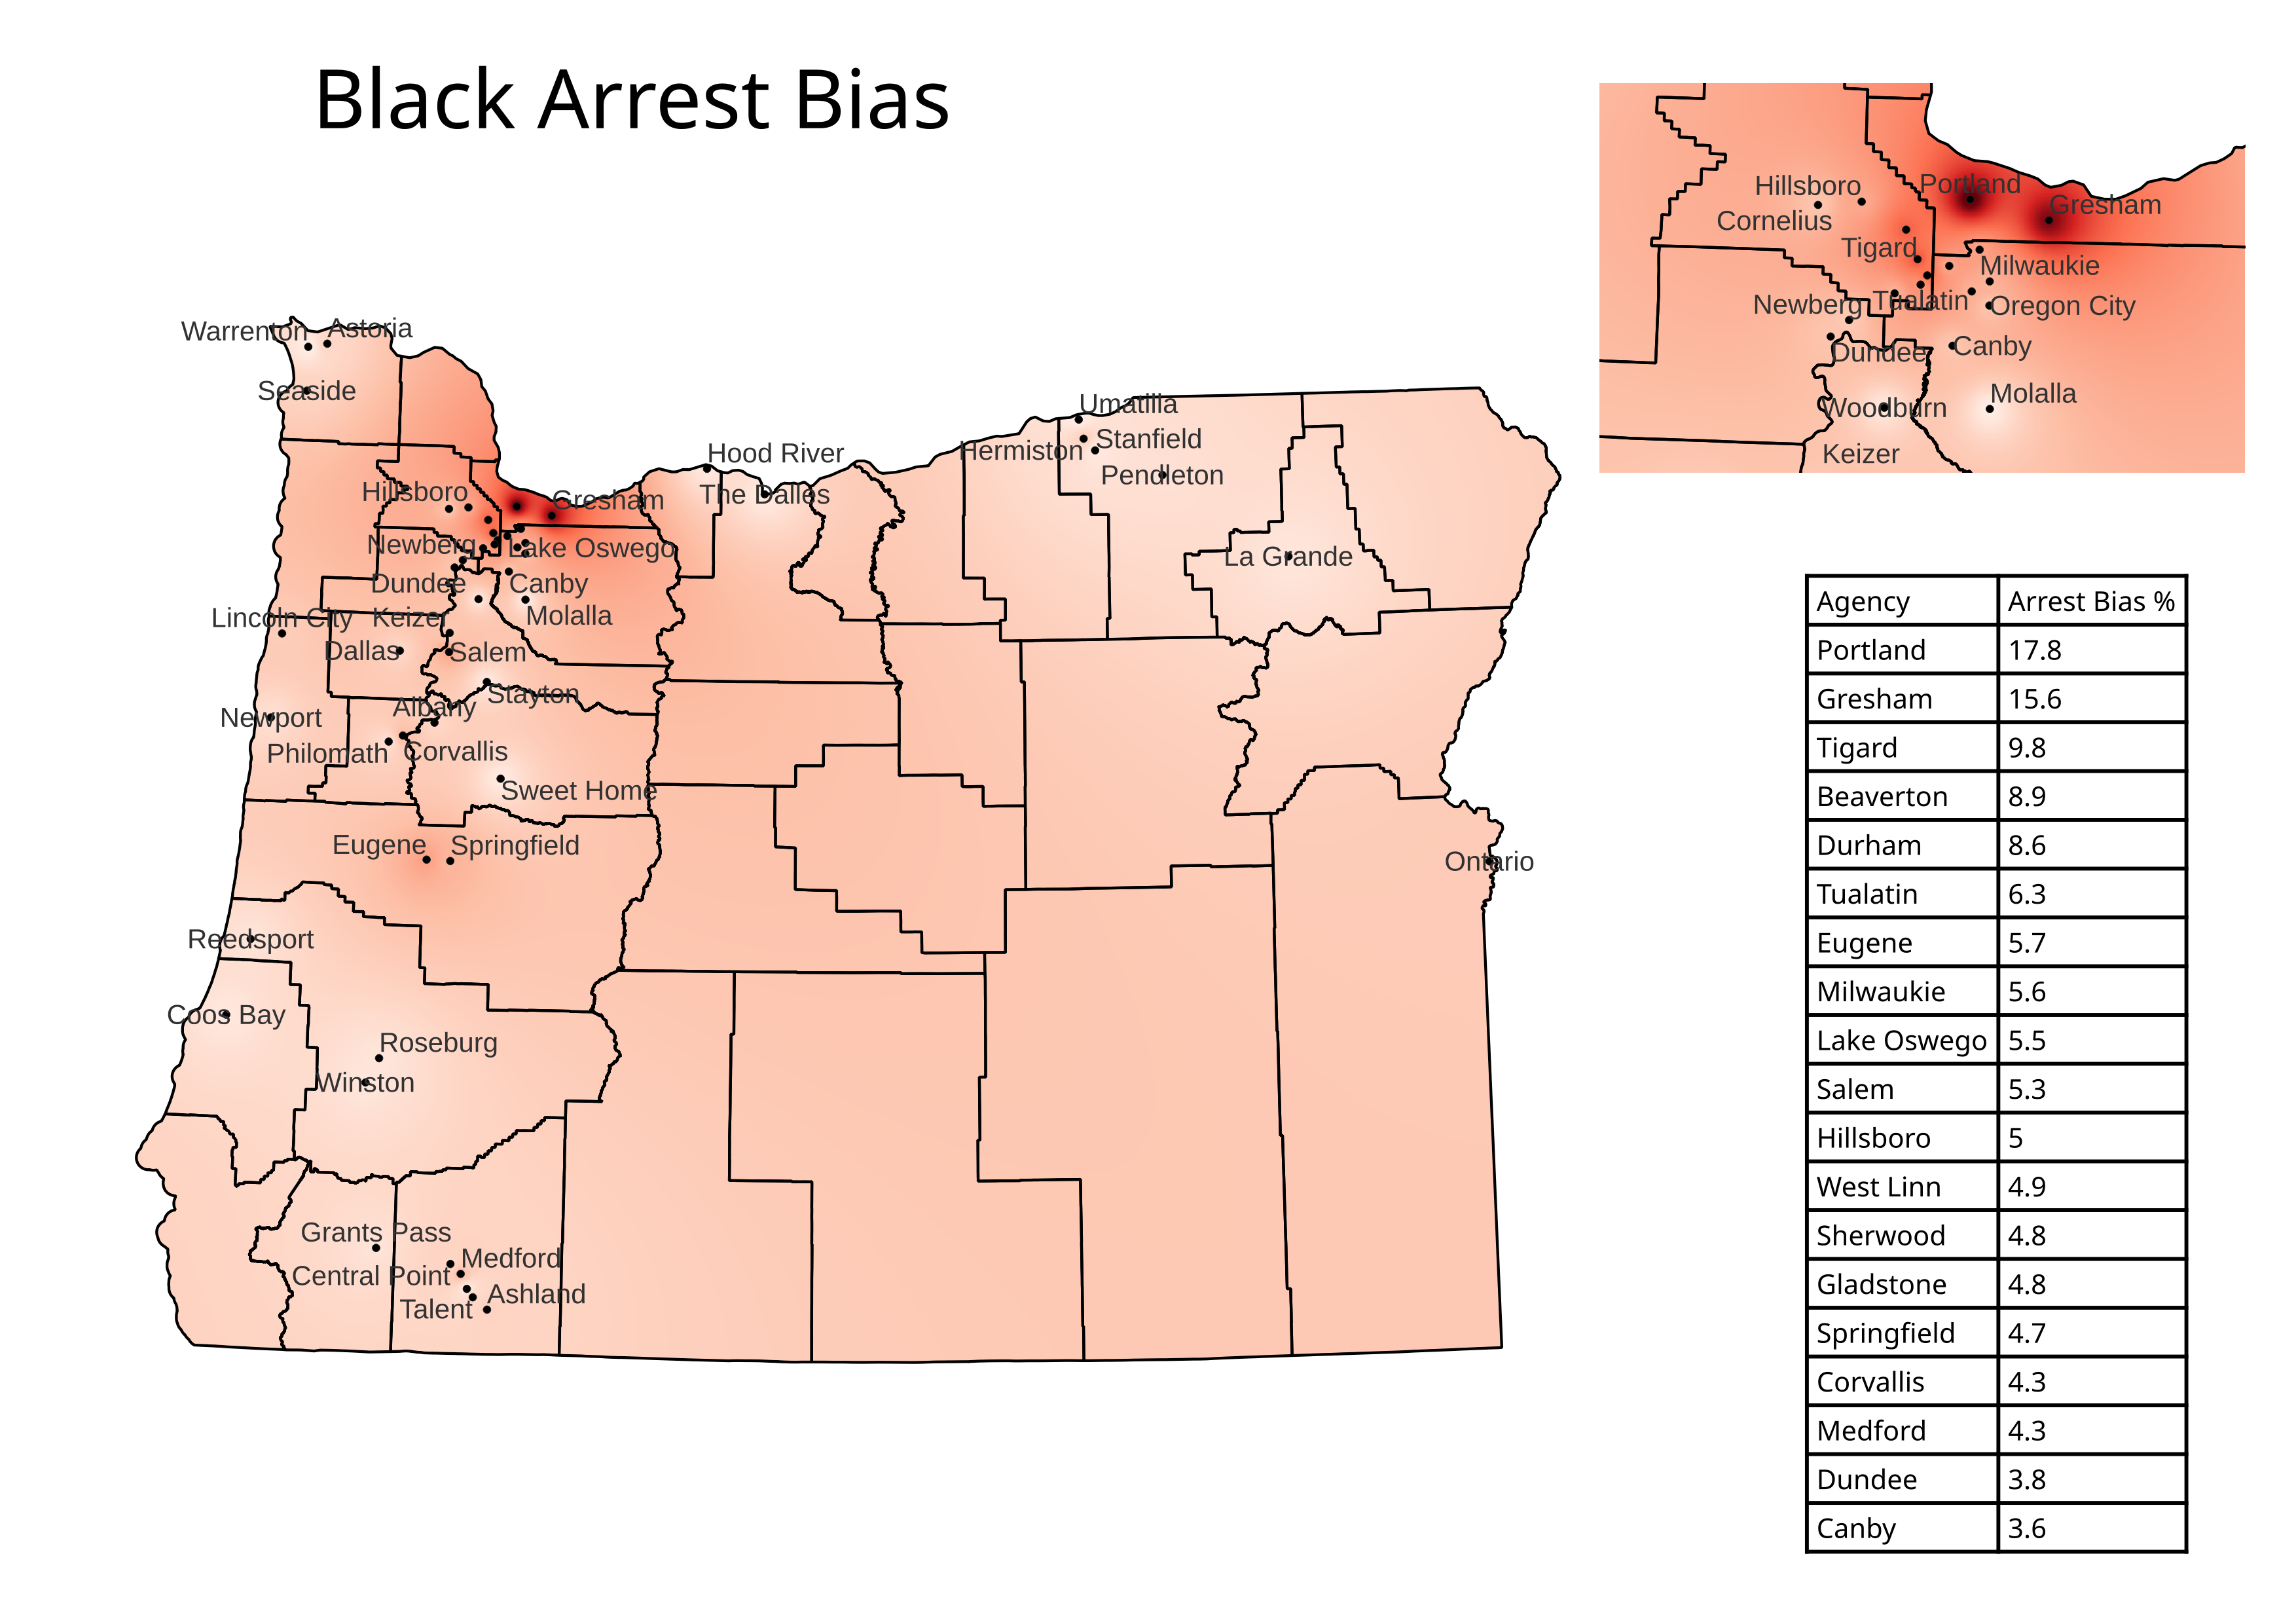 Black Arrest Bias
Hillsboro
Portland
Gresham
Cornelius
Tigard
Milwaukie
Newberg
Tualatin
Oregon City
Dundee
Canby
Molalla
Woodburn
Keizer
Warrenton
Astoria
Seaside
Umatilla
Hood River
Hermiston
Stanfield
Pendleton
Hillsboro
Gresham
The Dalles
Newberg
Lake Oswego
La Grande
Dundee
Canby
Lincoln City
Keizer
Molalla
Dallas
Salem
Stayton
Albany
Newport
Philomath
Corvallis
Sweet Home
Eugene
Springfield
Ontario
Reedsport
Coos Bay
Roseburg
Winston
Grants Pass
Medford
Central Point
Ashland
Talent
Agency Arrest Bias %
Portland 17.8
Gresham 15.6
Tigard 9.8
Beaverton 8.9
Durham 8.6
Tualatin 6.3
Eugene 5.7
Milwaukie 5.6
Lake Oswego 5.5
Salem 5.3
Hillsboro 5
West Linn 4.9
Sherwood 4.8
Gladstone 4.8
Springfield 4.7
Corvallis 4.3
Medford 4.3
Dundee 3.8
Canby 3.6